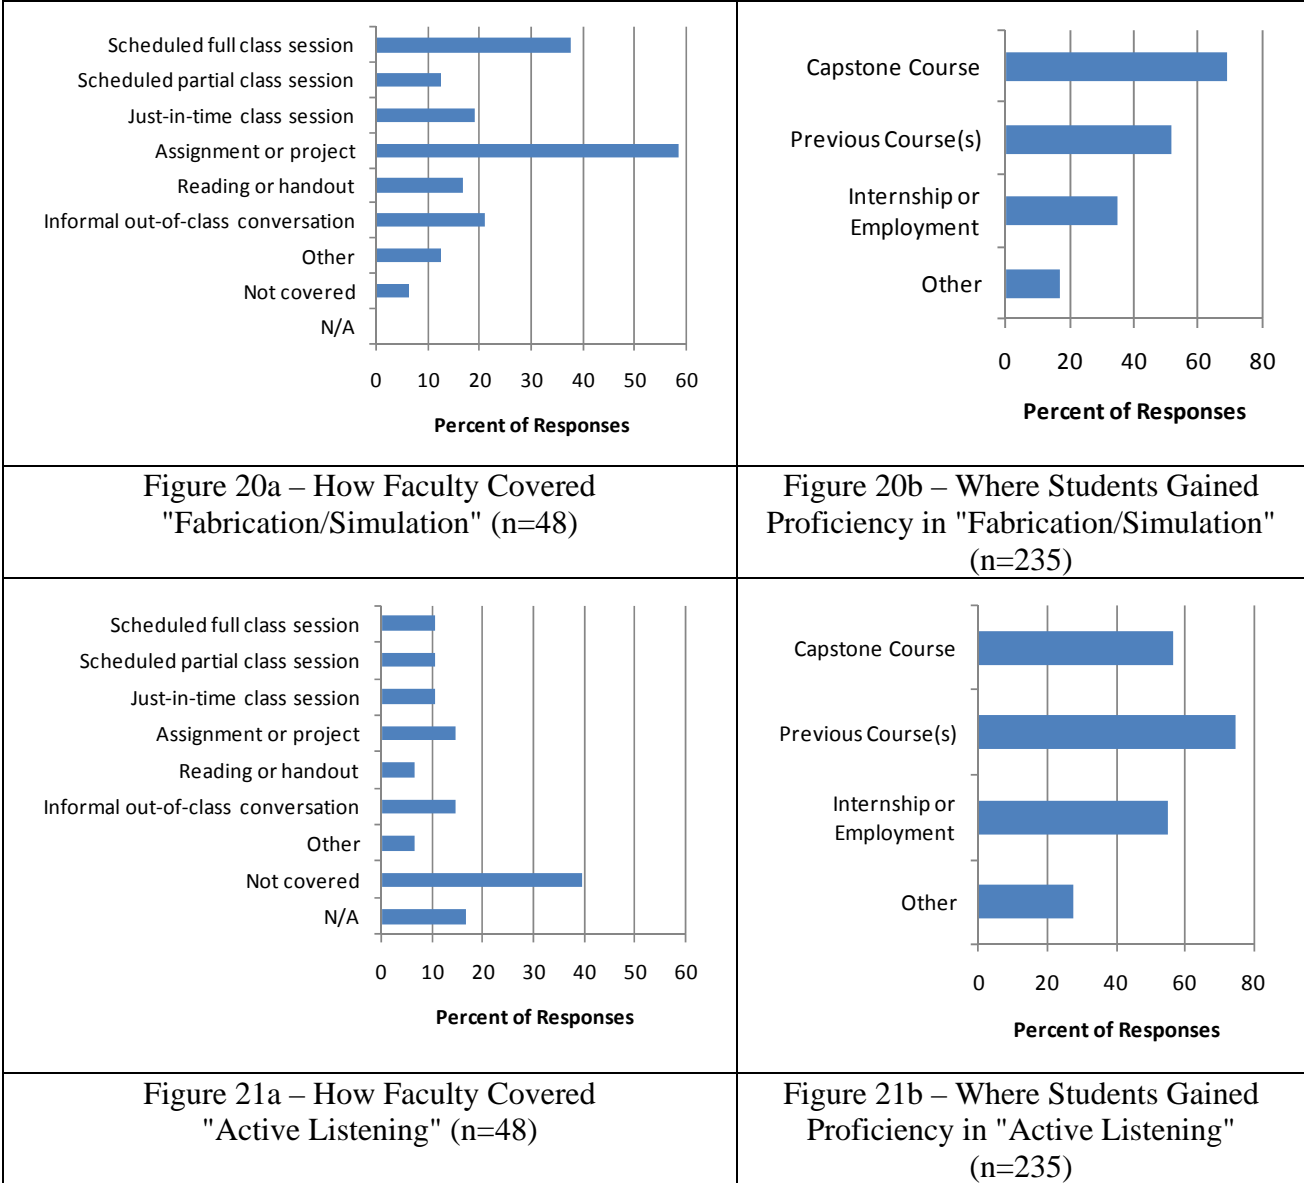 Scheduled full class session
Scheduled partial class session
Just-in-time class session
Assignment or project
Reading or handout
Informal out-of-class conversation
Other
Not covered
N/A
0 10 20 30 40 50 60
Percent of Responses
Capstone Course
Previous Course(s)
Internship or
Employment
Other
0 20 40 60 80
Percent of Responses
Figure 20a – How Faculty Covered
"Fabrication/Simulation" (n=48)
Figure 20b – Where Students Gained
Proficiency in "Fabrication/Simulation"
(n=235)
Scheduled full class session
Scheduled partial class session
Just-in-time class session
Assignment or project
Reading or handout
Informal out-of-class conversation
Other
Not covered
N/A
0 10 20 30 40 50 60
Percent of Responses
Capstone Course
Previous Course(s)
Internship or
Employment
Other
0 20 40 60 80
Percent of Responses
Figure 21a – How Faculty Covered
"Active Listening" (n=48)
Figure 21b – Where Students Gained
Proficiency in "Active Listening"
(n=235)